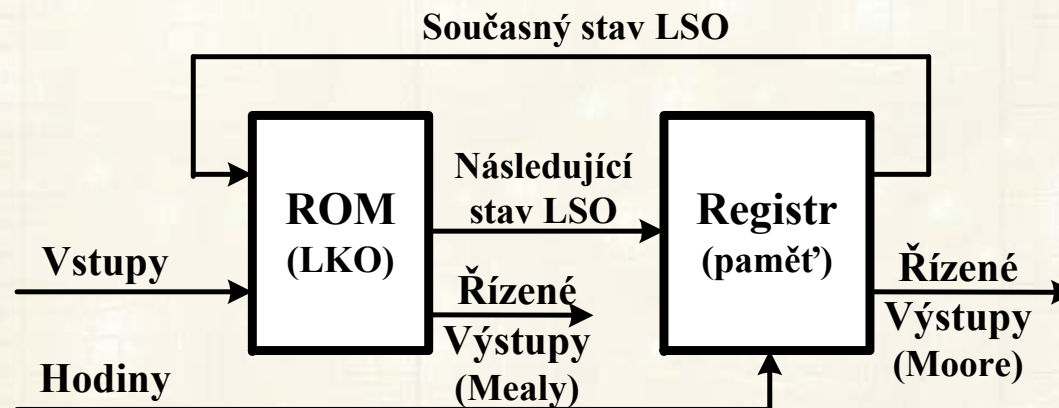 Současný stav LSO
ROM
(LKO)
Následující
stav LSO
Registr
(paměť)
Vstupy
Řízené
Výstupy
(Mealy)
Řízené
Výstupy
(Moore)
Hodiny